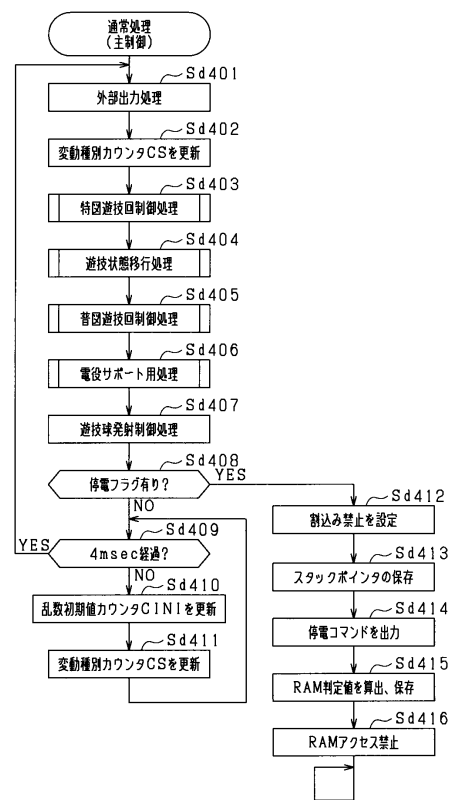 通常処理
(主制御)
Sd401
外部出力処理
Sd402
変動種別カウンタCSを更新
Sd403
特図遊技回制御処理
Sd404
遊技状態移行処理
Sd405
普図遊技回制御処理
Sd406
電役サポート用処理
Sd407
遊技球発射制御処理
Sd408
停電フラグ有り?
YES
NO
Sd409
4msec経過?
YES
NO
Sd410
乱数初期値カウンタCINIを更新
Sd411
変動種別カウンタCSを更新
Sd412
割込み禁止を設定
Sd413
スタックポインタの保存
Sd414
停電コマンドを出力
Sd415
RAM判定値を算出、保存
Sd416
RAMアクセス禁止